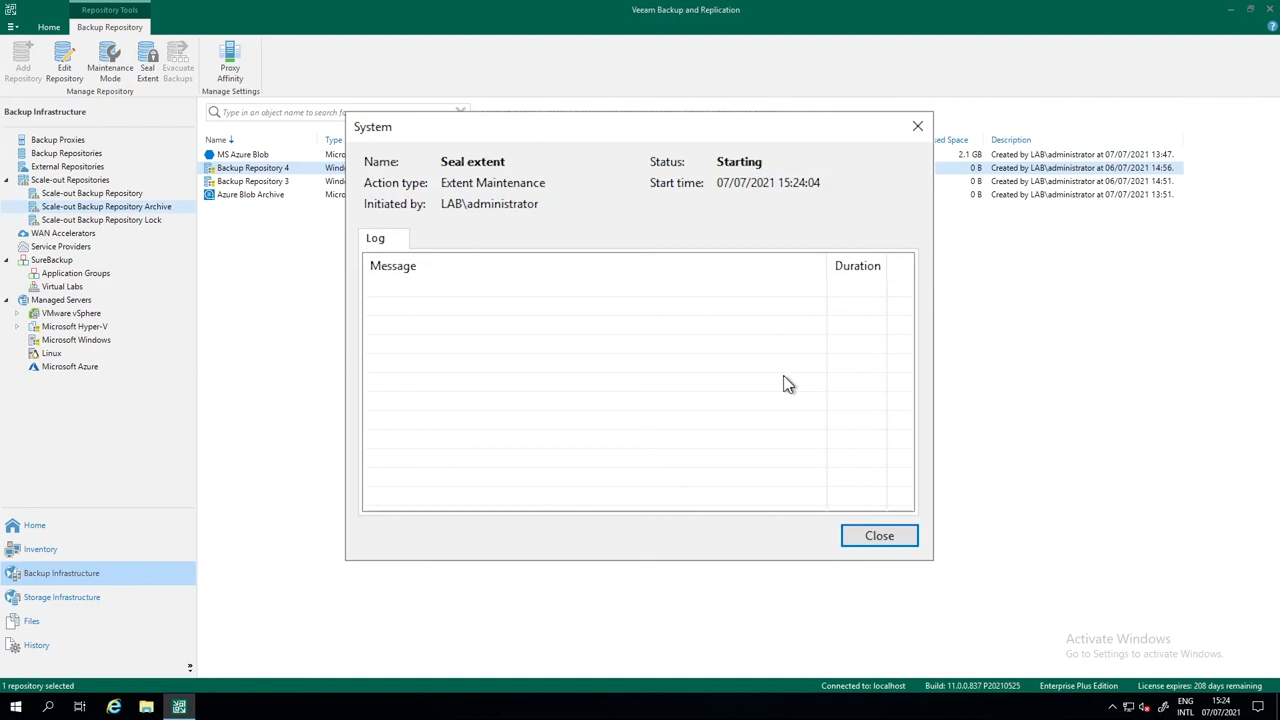 Repository Tools
Veeam Backup and Replication
Home
Backup Repository
Add Repository
Edit Repository
Maintenance Mode
Seal Extent
Evacuate Backups
Proxy Affinity
Manage Repository
Manage Settings
Backup Infrastructure
Backup Proxies
Backup Repositories
External Repositories
Scale-out Repositories
Scale-out Backup Repository
Scale-out Backup Repository Archive
Scale-out Backup Repository Lock
WAN Accelerators
Service Providers
SureBackup
Application Groups
Virtual Labs
Managed Servers
VMware vSphere
Microsoft Hyper-V
Microsoft Windows
Linux
Microsoft Azure
Home
Inventory
Backup Infrastructure
Storage Infrastructure
Files
History
Type in an object name to search fo
Name Type Space Description
MS Azure Blob Micro 2.1 GB Created by LAB\administrator at 07/07/2021 13:47.
Backup Repository 4 Windo 0 B Created by LAB\administrator at 06/07/2021 14:56.
Backup Repository 3 Windo 0 B Created by LAB\administrator at 06/07/2021 14:51.
Azure Blob Archive Micro 0 B Created by LAB\administrator at 07/07/2021 13:51.
System
Name: Seal extent Status: Starting
Action type: Extent Maintenance Start time: 07/07/2021 15:24:04
Initiated by: LAB\administrator
Log
Message Duration
Close
Activate Windows
Go to Settings to activate Windows.
1 repository selected
Connected to: localhost Build: 11.0.0.837 P20210525 Enterprise Plus Edition License expires: 208 days remaining
ENG INTL
15:24
07/07/2021